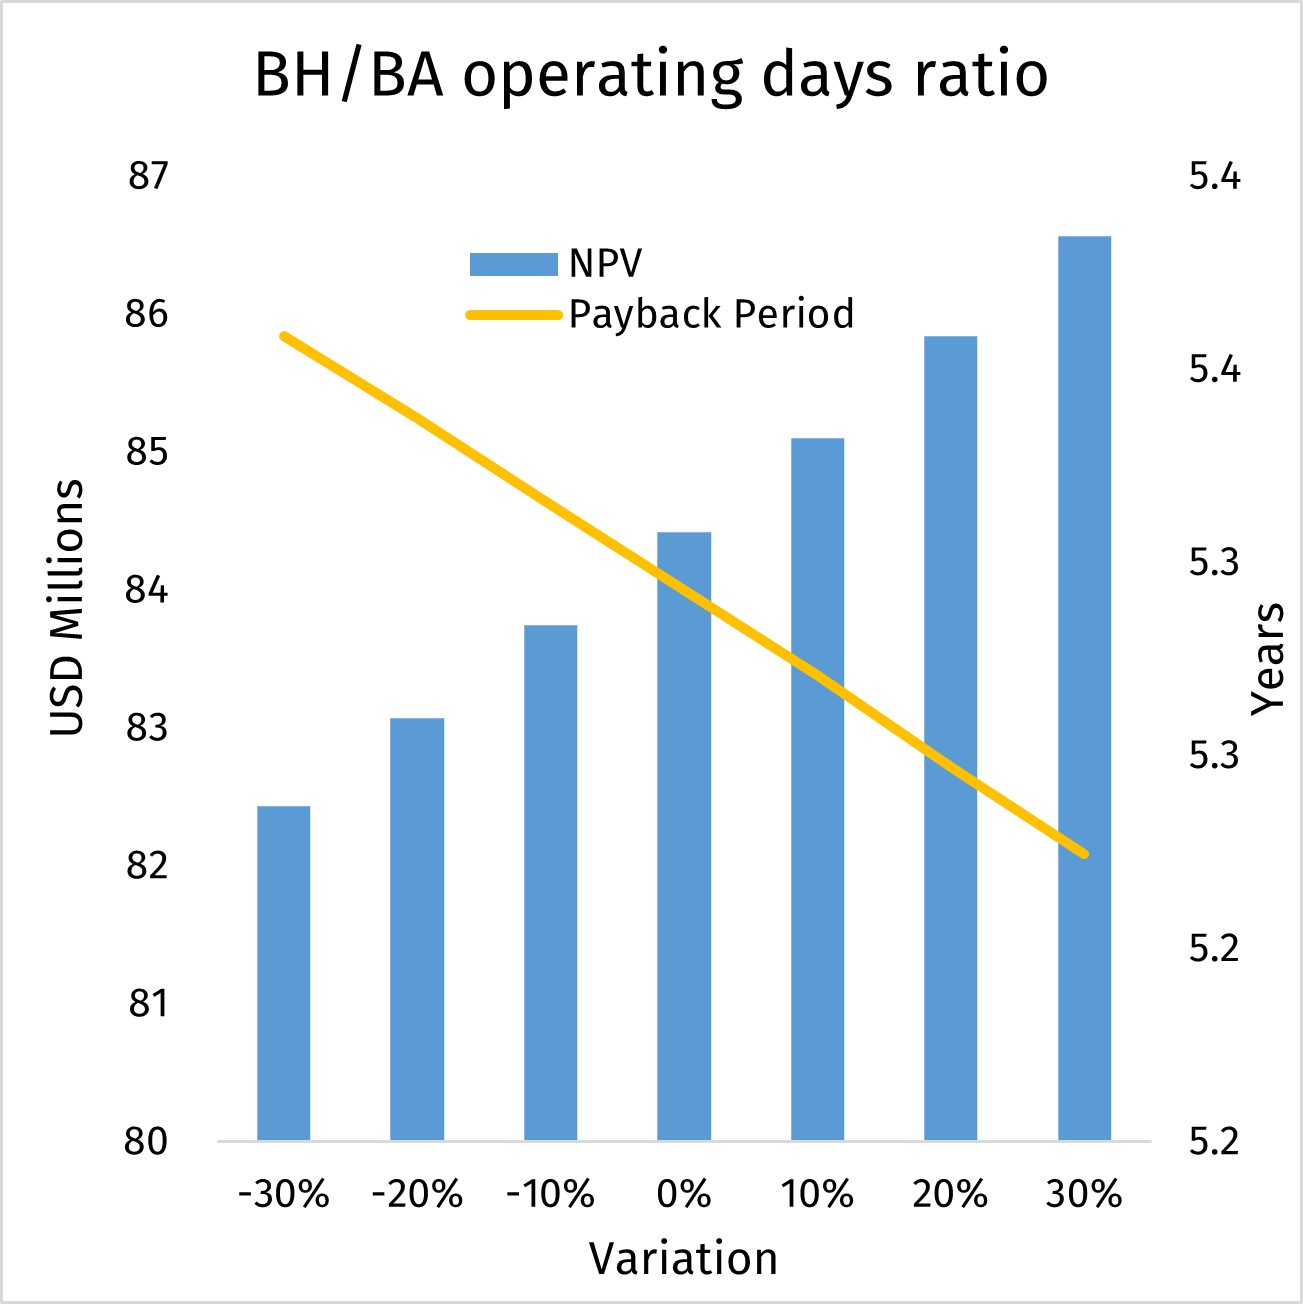 BH/BA operating days ratio
87
86
85
84
83
82
81
80
USD Millions
NPV
Payback Period
5.4
5.4
5.3
5.3
5.2
5.2
Years
-30% -20% -10% 0% 10% 20% 30%
Variation